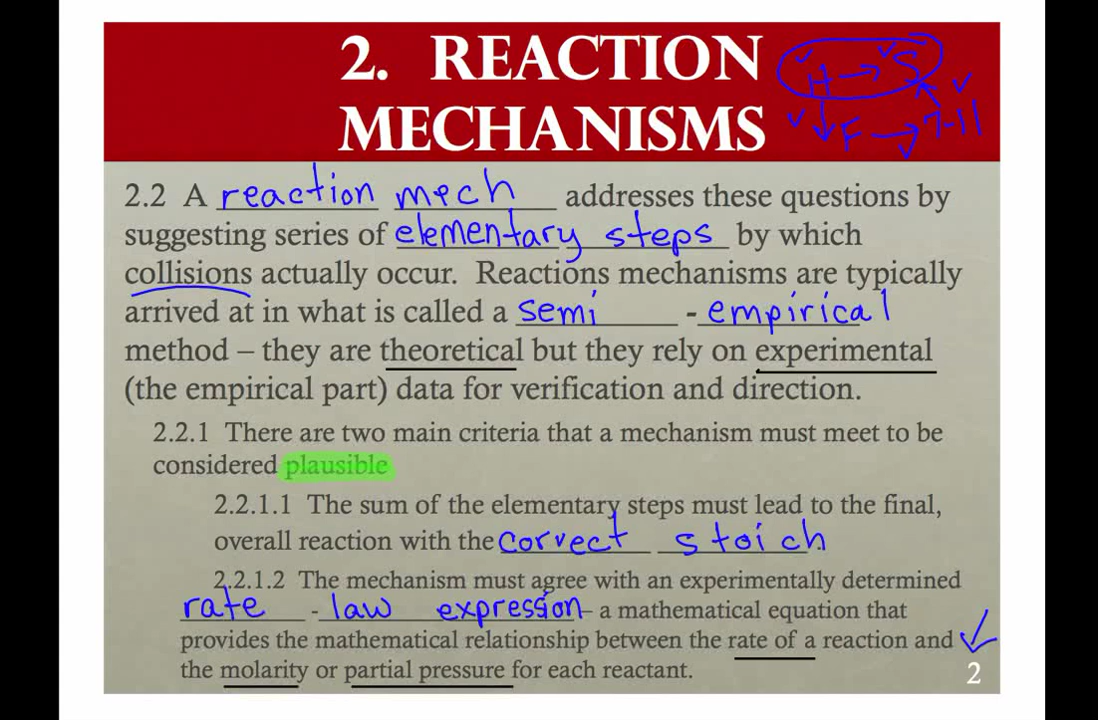 2. REACTION
MECHANISMS
H → S
↓ F → 7-11
2.2 A reaction mech addresses these questions by
suggesting series of elementary steps by which
collisions actually occur. Reactions mechanisms are typically
arrived at in what is called a semi - empirical
method – they are theoretical but they rely on experimental
(the empirical part) data for verification and direction.
2.2.1 There are two main criteria that a mechanism must meet to be
considered plausible
2.2.1.1 The sum of the elementary steps must lead to the final,
overall reaction with the correct stoich.
2.2.1.2 The mechanism must agree with an experimentally determined
rate - law expression – a mathematical equation that
provides the mathematical relationship between the rate of a reaction and
the molarity or partial pressure for each reactant.
2